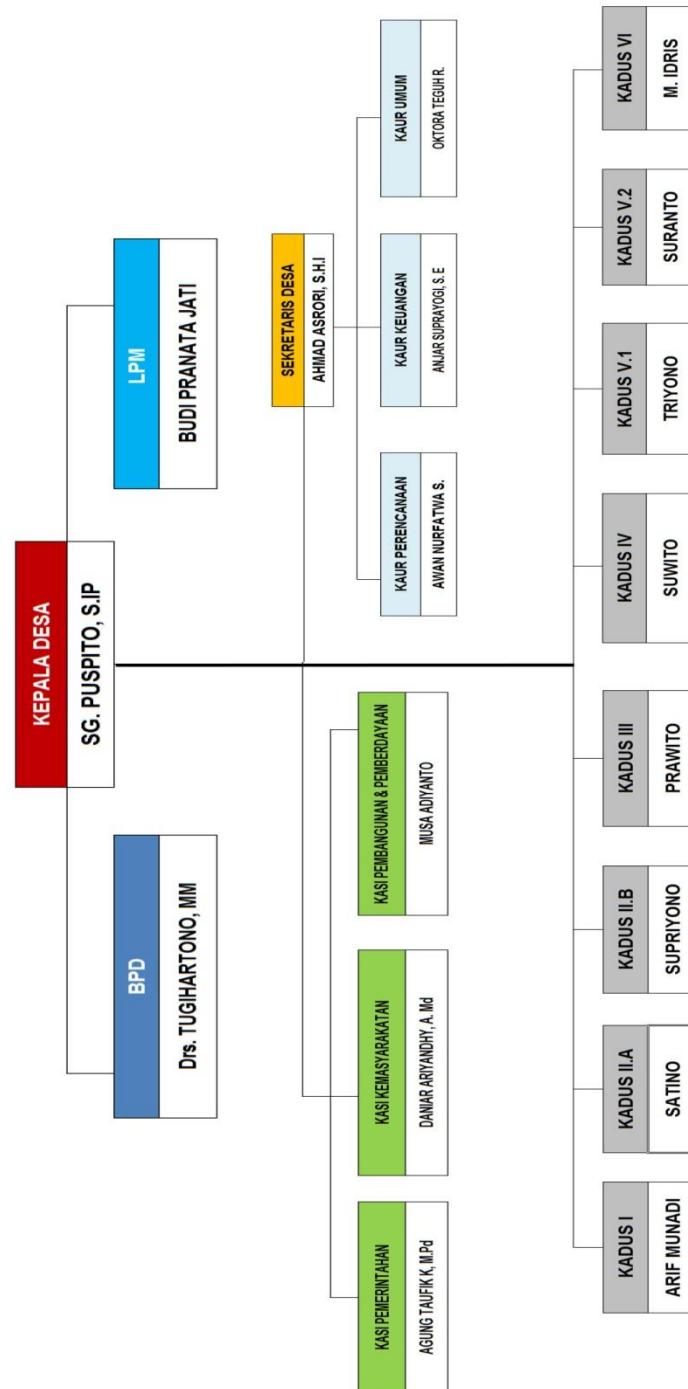 KEPALA DESA
SG. PUSPITO, S.IP
BPD
Drs. TUGIHARTONO, MM
LPM
BUDI PRANATA JATI
SEKRETARIS DESA
AHMAD ASRORI, S.H.I
KASI PEMERINTAHAN
AGUNG TAUFIK K, M.Pd
KASI KEMASYARAKATAN
DANIAR ARIYANDHY, A. Md
KASI PEMBANGUNAN & PEMBERDAYAAN
MUSA ADIYANTO
KAUR PERENCANAAN
AWAN NURFATWA S.
KAUR KEUANGAN
ANJAR SUPRAYOGI, S. E
KAUR UMUM
OKTORA TEGUH R.
KADUS I
ARIF MUNADI
KADUS II.A
SATINO
KADUS II.B
SUPRIYONO
KADUS III
PRAWITO
KADUS IV
SUWITO
KADUS V.1
TRIYONO
KADUS V.2
SURANTO
KADUS VI
M. IDRIS